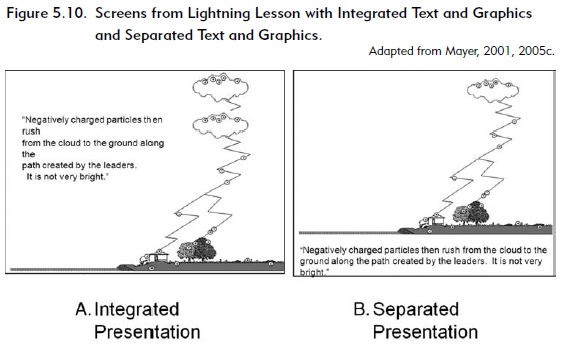 Figure 5.10. Screens from Lightning Lesson with Integrated Text and Graphics
and Separated Text and Graphics.
Adapted from Mayer, 2001, 2005c.
"Negatively charged particles then
rush
from the cloud to the ground along
the
path created by the leaders.
It is not very bright."
"Negatively charged particles then rush from the cloud to the
ground along the path created by the leaders. It is not very
bright."
A. Integrated
Presentation
B. Separated
Presentation